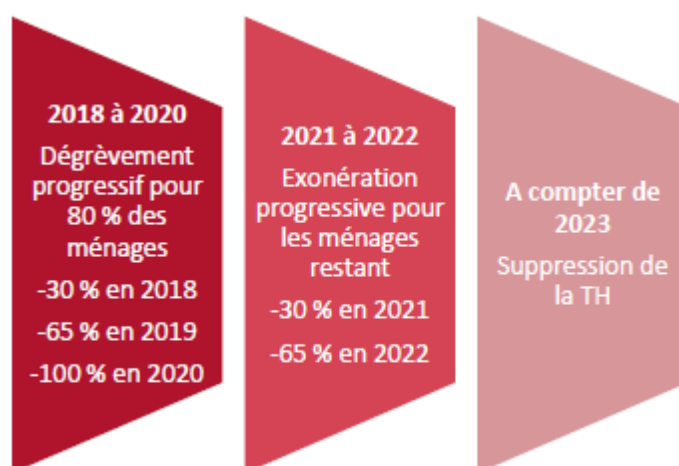 2018 à 2020
Dégrèvement
progressif pour
80 % des
ménages
-30 % en 2018
-65 % en 2019
-100 % en 2020
2021 à 2022
Exonération
progressive pour
les ménages
restant
-30 % en 2021
-65 % en 2022
A compter de
2023
Suppression de
la TH